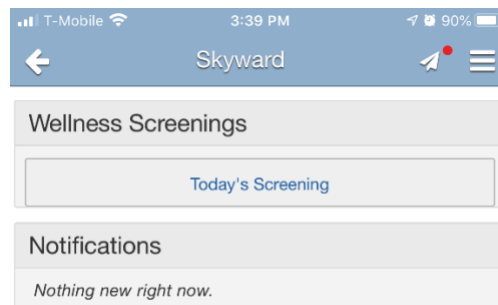 T-Mobile 3:39 PM 90%
Skyward
Wellness Screenings
Today's Screening
Notifications
Nothing new right now.